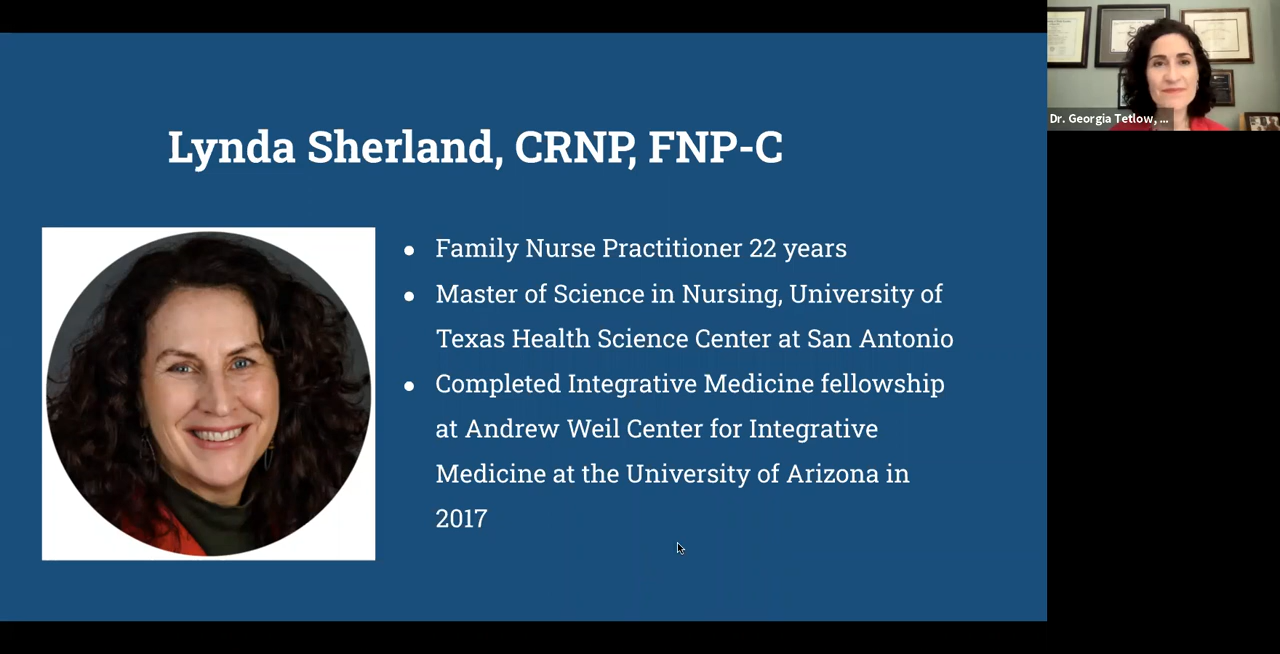 Lynda Sherland, CRNP, FNP-C
● Family Nurse Practitioner 22 years
● Master of Science in Nursing, University of
Texas Health Science Center at San Antonio
● Completed Integrative Medicine fellowship
at Andrew Weil Center for Integrative
Medicine at the University of Arizona in
2017
Dr. Georgia Tetlow, ...